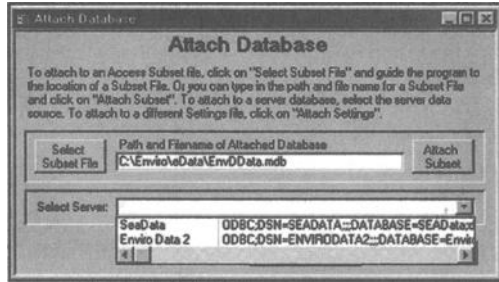 Attach Database
Attach Database
To attach to an Access Subset file, click on "Select Subset File" and guide the program
to the location of a Subset File. Or you can type in the path and file name for a Subset File
and click on "Attach Subset". To attach to a server database, select the server data
source. To attach to a different Settings file, click on "Attach Settings".
Select
Subset File
Path and Filename of Attached Database
C:\Enviro\eData\EnvDData.mdb
Attach
Subset
Select Server:
SeaData ODBC;DSN=SEADATA;;;DATABASE=SEAData;d
Enviro Data 2 ODBC;DSN=ENVIRODATA2;;;DATABASE=Enviro